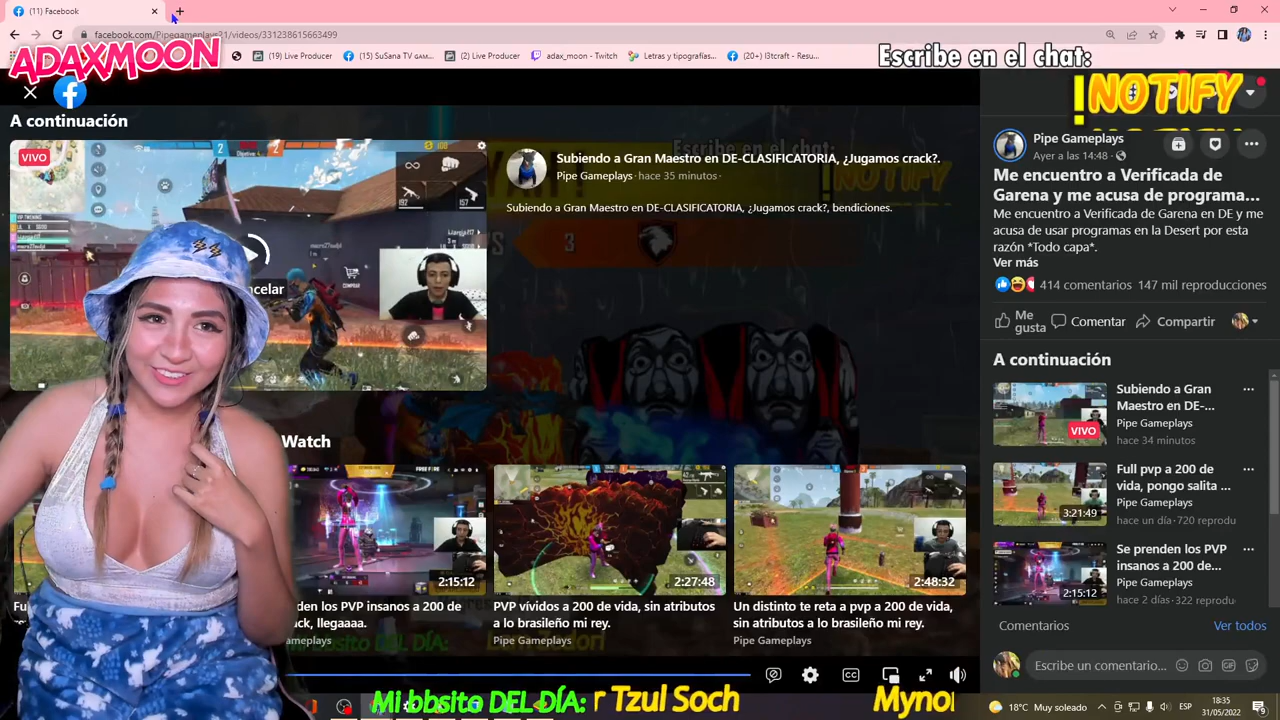 (11) Facebook
facebook.com/Pipegameplays21/videos/331238615663499
(19) Live Producer
(15) SuSana TV GAM...
(2) Live Producer
adax_moon - Twitch
Letras y tipografías...
(20+) l3tcraft - Resu...
ADAXMOON
Escribe en el chat:
!NOTIFY
A continuación
VIVO
Subiendo a Gran Maestro en DE-CLASIFICATORIA, ¿Jugamos crack?.
Pipe Gameplays · hace 35 minutos ·
Subiendo a Gran Maestro en DE-CLASIFICATORIA, ¿Jugamos crack?, bendiciones.
ncelar
Watch
2:15:12
2:27:48
2:48:32
den los PVP insanos a 200 de
ck, llegaaaa.
ameplays
PVP vívidos a 200 de vida, sin atributos
a lo brasileño mi rey.
Pipe Gameplays
Un distinto te reta a pvp a 200 de vida,
sin atributos a lo brasileño mi rey.
Pipe Gameplays
Pipe Gameplays
Ayer a las 14:48 ·
Me encuentro a Verificada de
Garena y me acusa de programa...
Me encuentro a Verificada de Garena en DE y me
acusa de usar programas en la Desert por esta
razón *Todo capa*.
Ver más
414 comentarios 147 mil reproducciones
Me gusta
Comentar
Compartir
A continuación
VIVO
Subiendo a Gran
Maestro en DE-...
Pipe Gameplays
hace 34 minutos
3:21:49
Full pvp a 200 de
vida, pongo salita ...
Pipe Gameplays
hace un día · 720 reprodu
2:15:12
Se prenden los PVP
insanos a 200 de...
Pipe Gameplays
hace 2 días · 322 reprodu
Comentarios
Ver todos
Escribe un comentario...
Mi bbsito DEL DÍA:
r Tzul Soch
Myno
18°C Muy soleado
ESP
18:35
31/05/2022